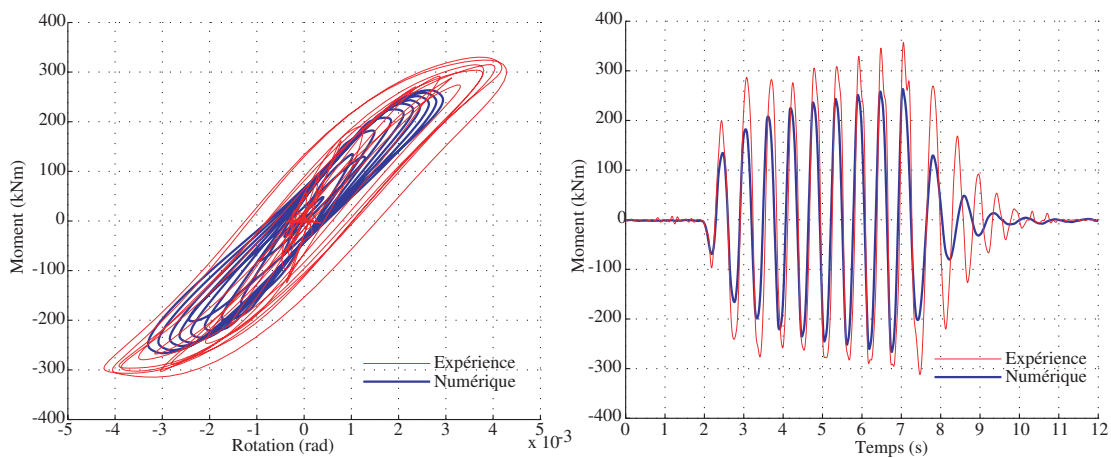 400
300
200
100
0
-100
-200
-300
-400
Moment (kNm)
-5 -4 -3 -2 -1 0 1 2 3 4 5
x 10⁻³
Rotation (rad)
Expérience
Numérique
400
300
200
100
0
-100
-200
-300
-400
Moment (kNm)
0 1 2 3 4 5 6 7 8 9 10 11 12
Temps (s)
Expérience
Numérique